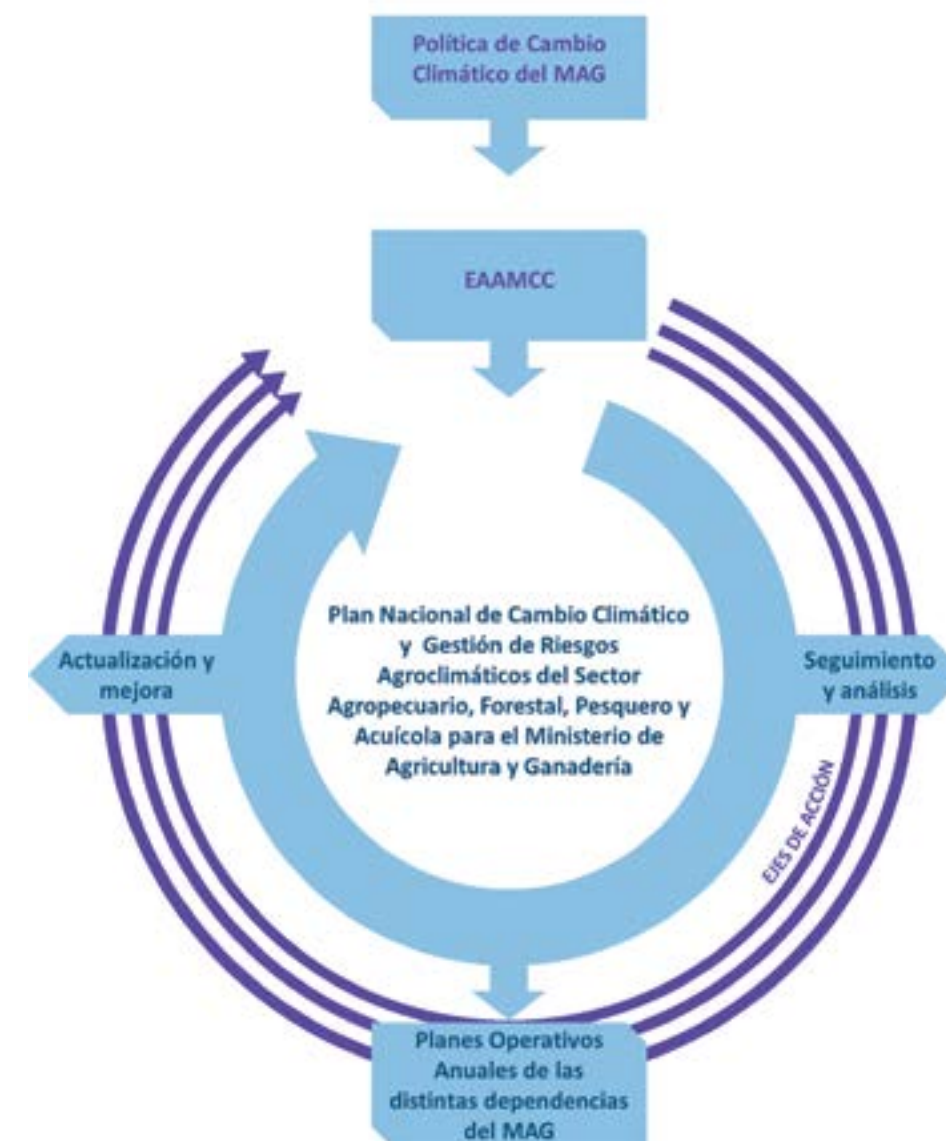 Política de Cambio
Climático del MAG
EAAMCC
Plan Nacional de Cambio Climático
y Gestión de Riesgos
Agroclimáticos del Sector
Agropecuario, Forestal, Pesquero y
Acuícola para el Ministerio de
Agricultura y Ganadería
Actualización y
mejora
Seguimiento
y análisis
EJES DE ACCIÓN
Planes Operativos
Anuales de las
distintas dependencias
del MAG